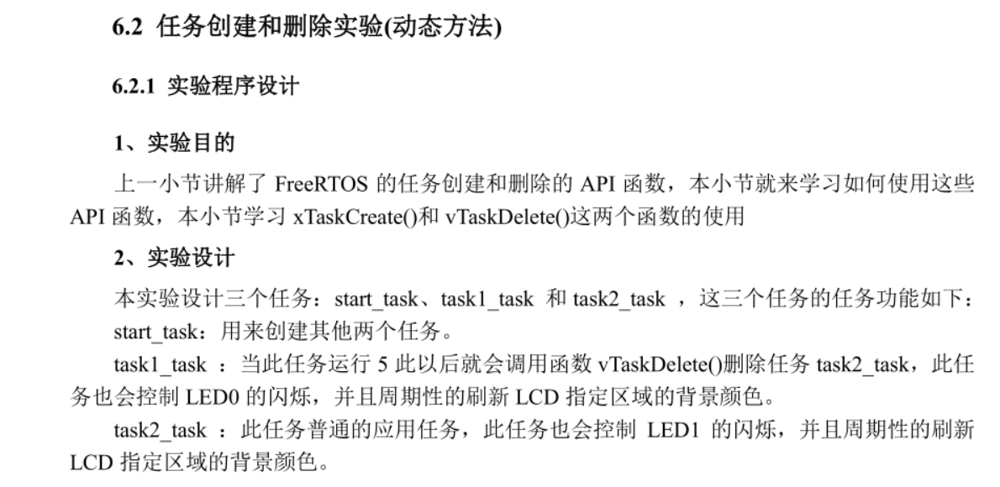 6.2 任务创建和删除实验(动态方法)
6.2.1 实验程序设计
1、实验目的
上一小节讲解了 FreeRTOS 的任务创建和删除的 API 函数，本小节就来学习如何使用这些
API 函数，本小节学习 xTaskCreate()和 vTaskDelete()这两个函数的使用
2、实验设计
本实验设计三个任务：start_task、task1_task 和 task2_task ，这三个任务的任务功能如下：
start_task：用来创建其他两个任务。
task1_task ：当此任务运行 5 此以后就会调用函数 vTaskDelete()删除任务 task2_task，此任
务也会控制 LED0 的闪烁，并且周期性的刷新 LCD 指定区域的背景颜色。
task2_task ：此任务普通的应用任务，此任务也会控制 LED1 的闪烁，并且周期性的刷新
LCD 指定区域的背景颜色。